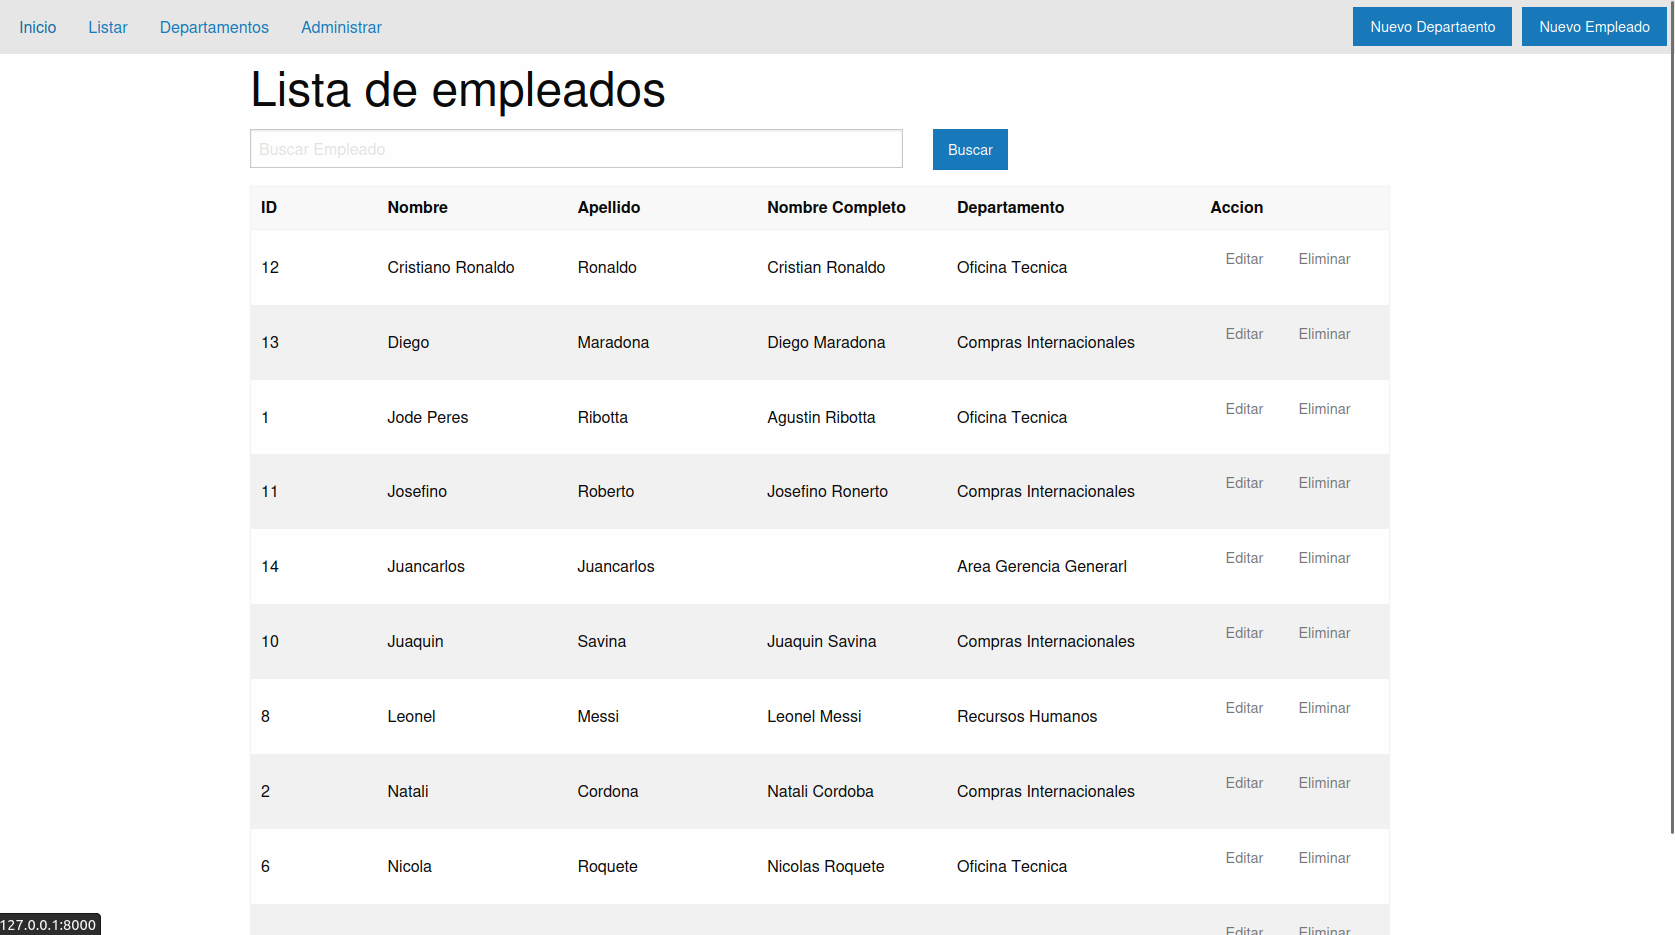 Inicio Listar Departamentos Administrar Nuevo Departaento Nuevo Empleado
Lista de empleados
Buscar Empleado Buscar
ID Nombre Apellido Nombre Completo Departamento Accion
12 Cristiano Ronaldo Ronaldo Cristian Ronaldo Oficina Tecnica Editar Eliminar
13 Diego Maradona Diego Maradona Compras Internacionales Editar Eliminar
1 Jode Peres Ribotta Agustin Ribotta Oficina Tecnica Editar Eliminar
11 Josefino Roberto Josefino Ronerto Compras Internacionales Editar Eliminar
14 Juancarlos Juancarlos Area Gerencia Generarl Editar Eliminar
10 Juaquin Savina Juaquin Savina Compras Internacionales Editar Eliminar
8 Leonel Messi Leonel Messi Recursos Humanos Editar Eliminar
2 Natali Cordona Natali Cordoba Compras Internacionales Editar Eliminar
6 Nicola Roquete Nicolas Roquete Oficina Tecnica Editar Eliminar
Editar Eliminar
127.0.0.1:8000